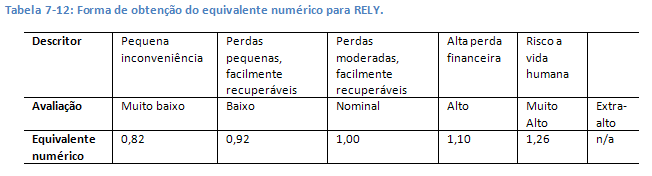 Tabela 7-12: Forma de obtenção do equivalente numérico para RELY.
Descritor Pequena inconveniência Perdas pequenas, facilmente recuperáveis Perdas moderadas, facilmente recuperáveis Alta perda financeira Risco a vida humana
Avaliação Muito baixo Baixo Nominal Alto Muito Alto Extra-alto
Equivalente numérico 0,82 0,92 1,00 1,10 1,26 n/a